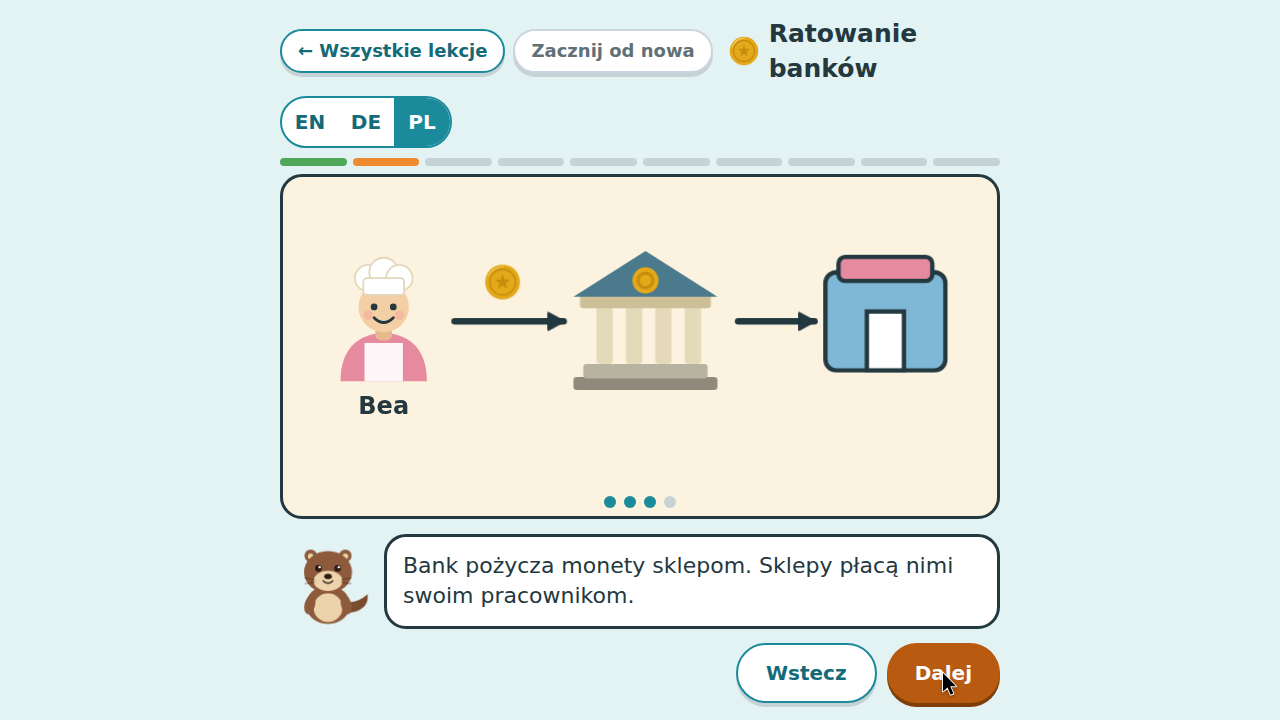 ← Wszystkie lekcje
Zacznij od nowa
Ratowanie
banków
EN DE PL
Bea
Bank pożycza monety sklepom. Sklepy płacą nimi
swoim pracownikom.
Wstecz
Dalej